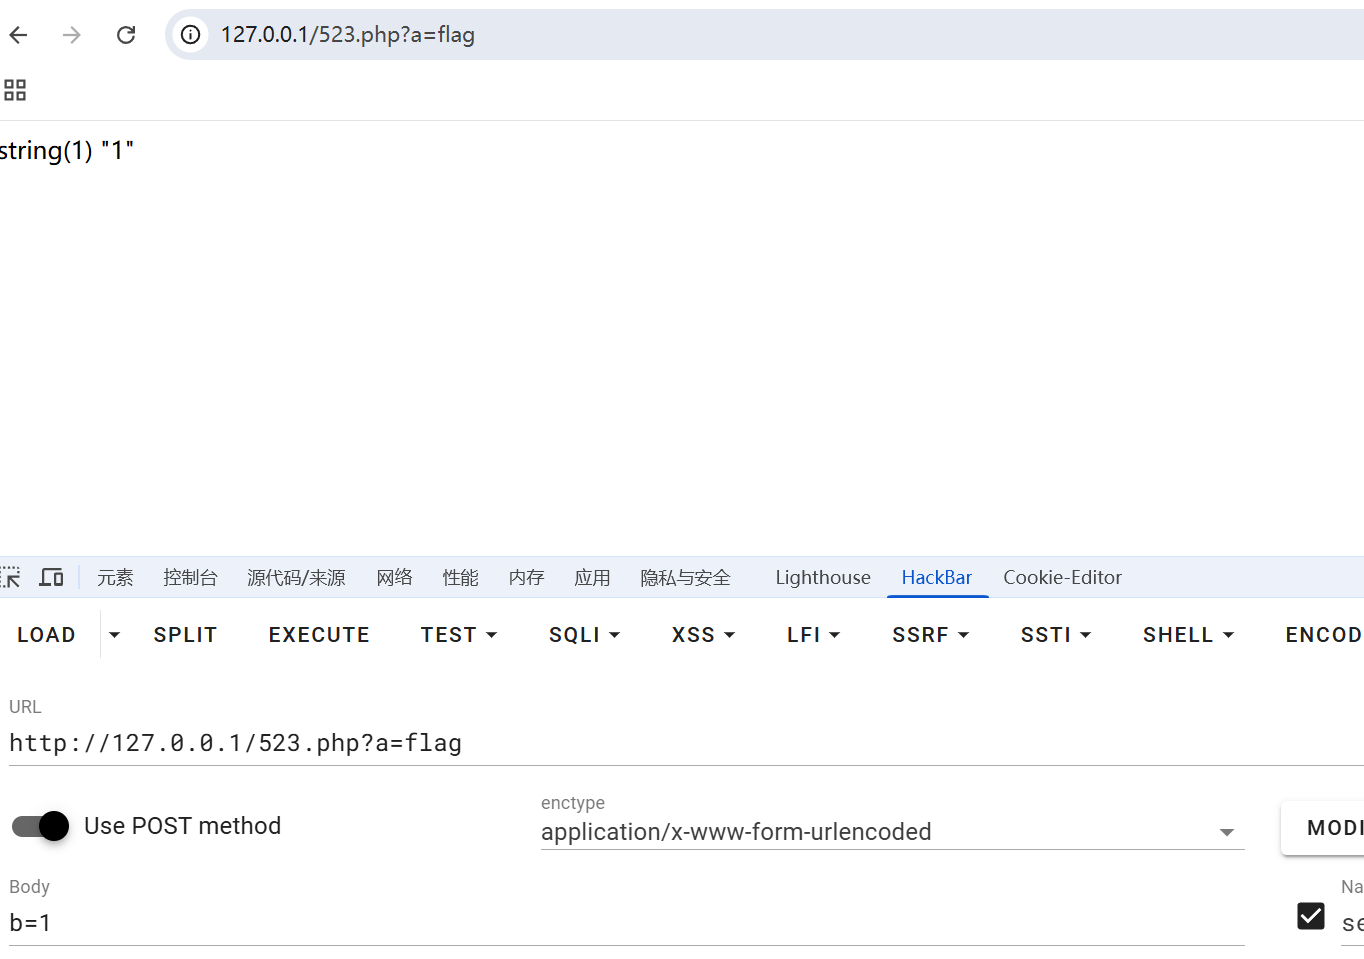 127.0.0.1/523.php?a=flag
string(1) "1"
元素 控制台 源代码/来源 网络 性能 内存 应用 隐私与安全 Lighthouse HackBar Cookie-Editor
LOAD SPLIT EXECUTE TEST SQLI XSS LFI SSRF SSTI SHELL ENCOD
URL
http://127.0.0.1/523.php?a=flag
Use POST method
enctype
application/x-www-form-urlencoded
MODI
Body
b=1
Na
se